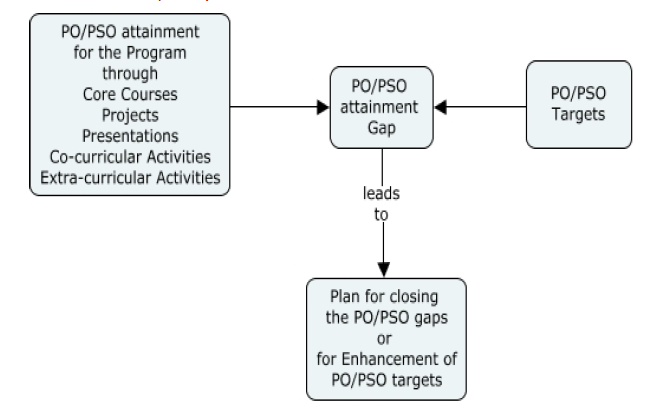 PO/PSO attainment
for the Program
through
Core Courses
Projects
Presentations
Co-curricular Activities
Extra-curricular Activities
PO/PSO
attainment
Gap
PO/PSO
Targets
leads
to
Plan for closing
the PO/PSO gaps
or
for Enhancement of
PO/PSO targets